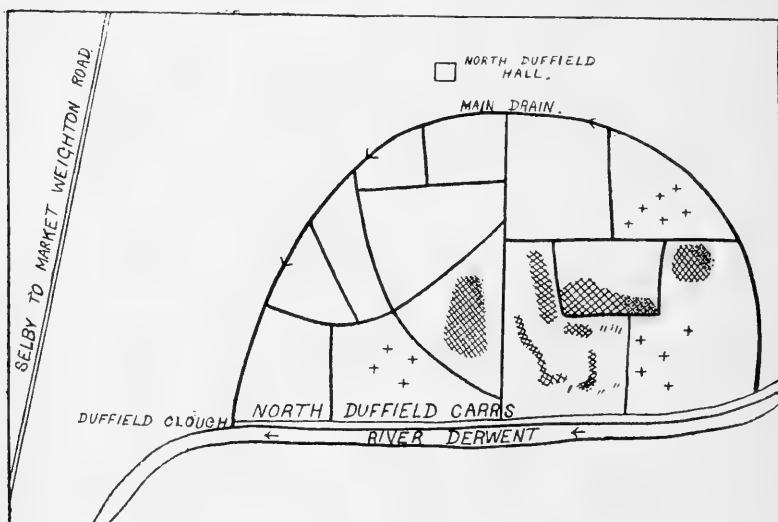 NORTH DUFFIELD
HALL.
MAIN DRAIN.
SELBY TO MARKET WEIGHTON ROAD.
NORTH DUFFIELD CARRS
DUFFIELD CLOUGH
RIVER DERWENT